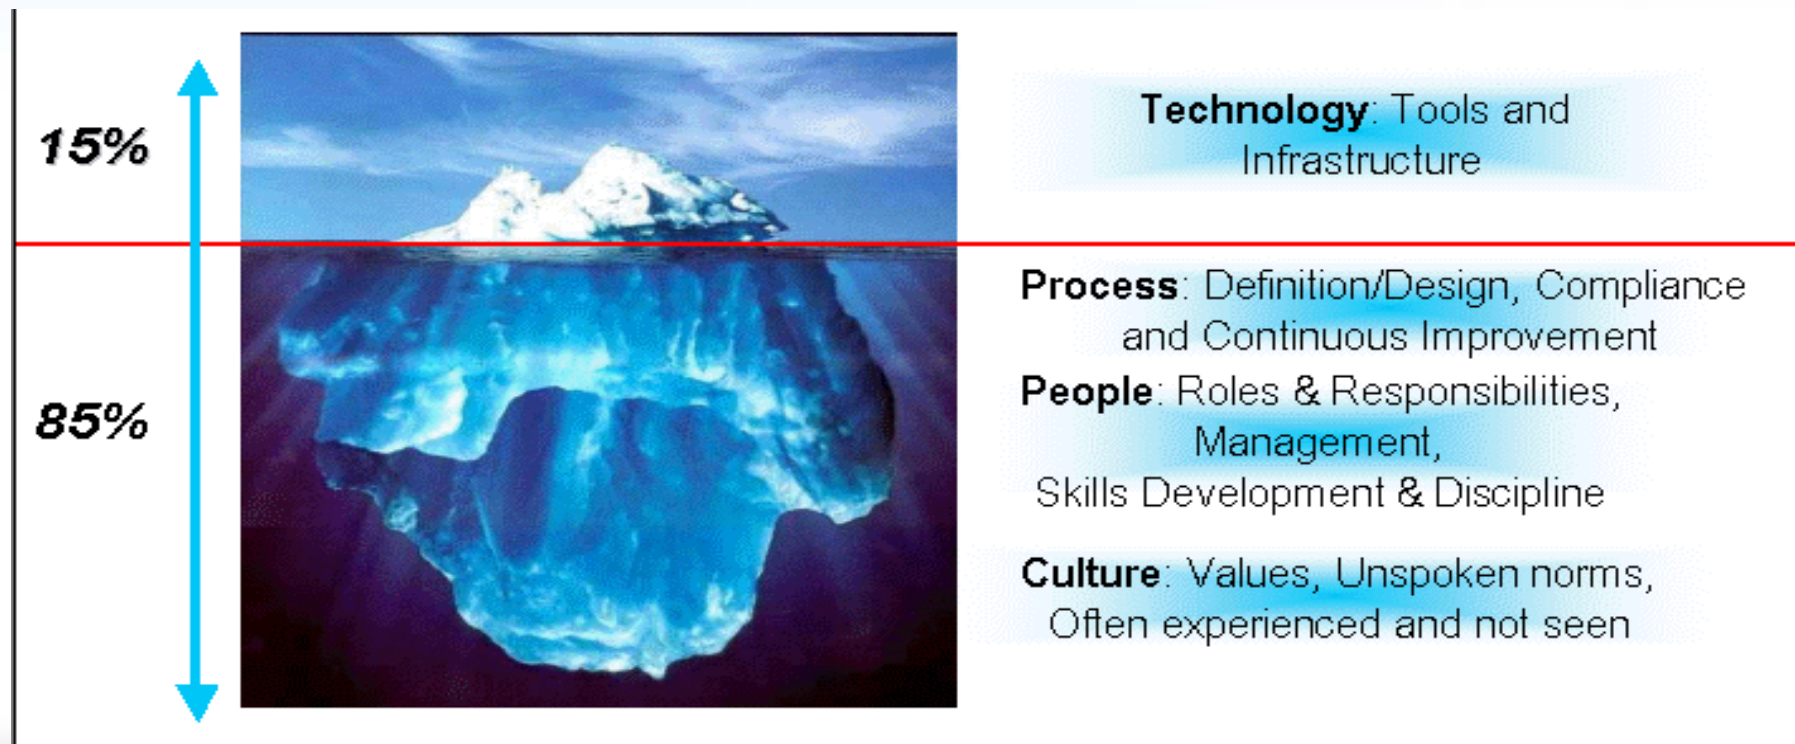 15%
Technology: Tools and
Infrastructure
85%
Process: Definition/Design, Compliance
and Continuous Improvement
People: Roles & Responsibilities,
Management,
Skills Development & Discipline
Culture: Values, Unspoken norms,
Often experienced and not seen